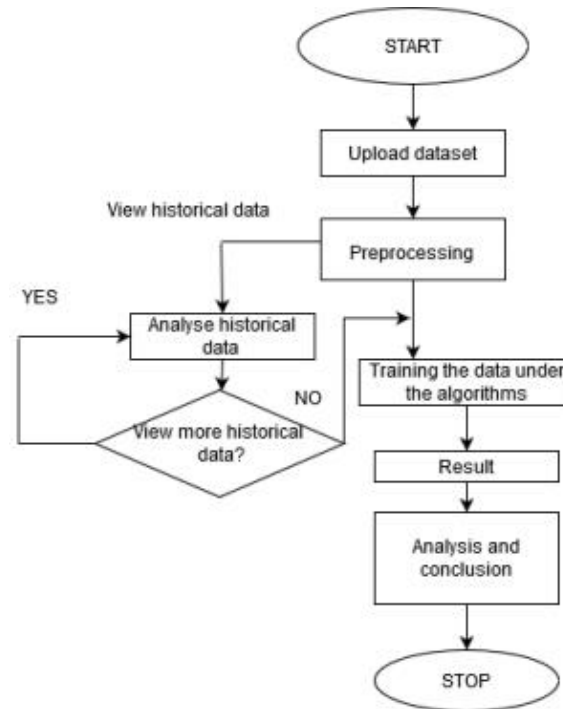 START
Upload dataset
View historical data
Preprocessing
YES
Analyse historical
data
Training the data under
the algorithms
NO
View more historical
data?
Result
Analysis and
conclusion
STOP